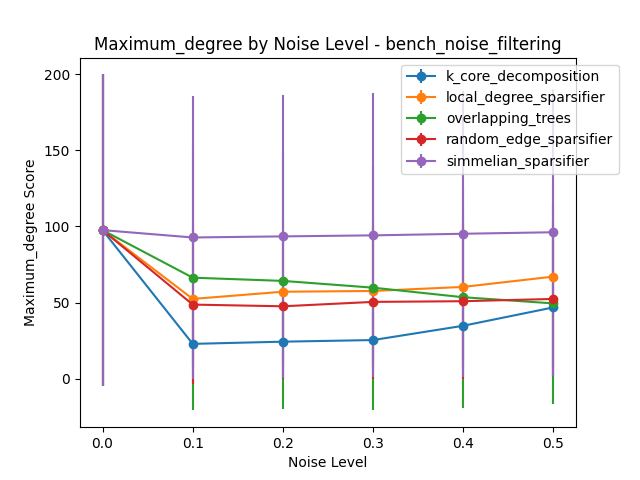 Maximum_degree by Noise Level - bench_noise_filtering
200
150
100
50
0
Maximum_degree Score
k_core_decomposition
local_degree_sparsifier
overlapping_trees
random_edge_sparsifier
simmelian_sparsifier
0.0 0.1 0.2 0.3 0.4 0.5
Noise Level